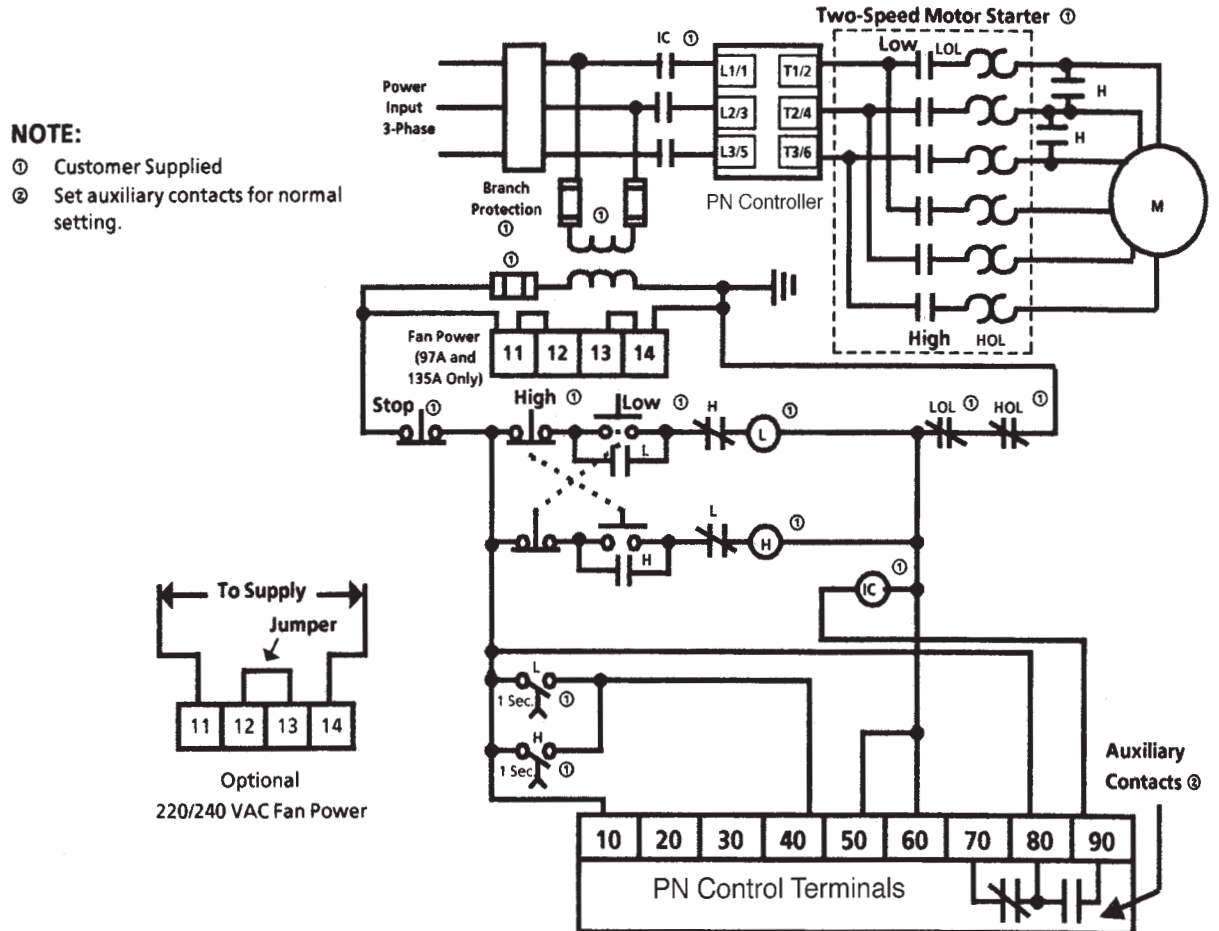 Two-Speed Motor Starter ①
IC ①
Low
LOL
L1/1
T1/2
H
Power
Input
3-Phase
L2/3
T2/4
H
L3/5
T3/6
NOTE:
① Customer Supplied
② Set auxiliary contacts for normal
setting.
Branch
Protection
①
①
PN Controller
M
①
High
HOL
Fan Power
(97A and
135A Only)
11 12 13 14
Stop ①
High ①
Low ①
H
L
①
LOL ①
HOL ①
L
L
H
①
H
IC
①
To Supply
Jumper
L
1 Sec. ①
H
1 Sec. ①
11 12 13 14
Optional
220/240 VAC Fan Power
Auxiliary
Contacts ②
10 20 30 40 50 60 70 80 90
PN Control Terminals